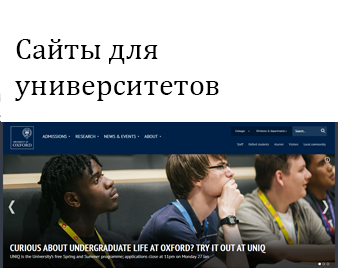 Сайты для
университетов
UNIVERSITY OF
OXFORD
ADMISSIONS
RESEARCH
NEWS & EVENTS
ABOUT
Colleges
Divisions & departments
Search
Staff
Oxford students
Alumni
Visitors
Local community
CURIOUS ABOUT UNDERGRADUATE LIFE AT OXFORD? TRY IT OUT AT UNIQ
UNIQ is the University's free Spring and Summer programme; applications close at 11pm on Monday 27 Jan